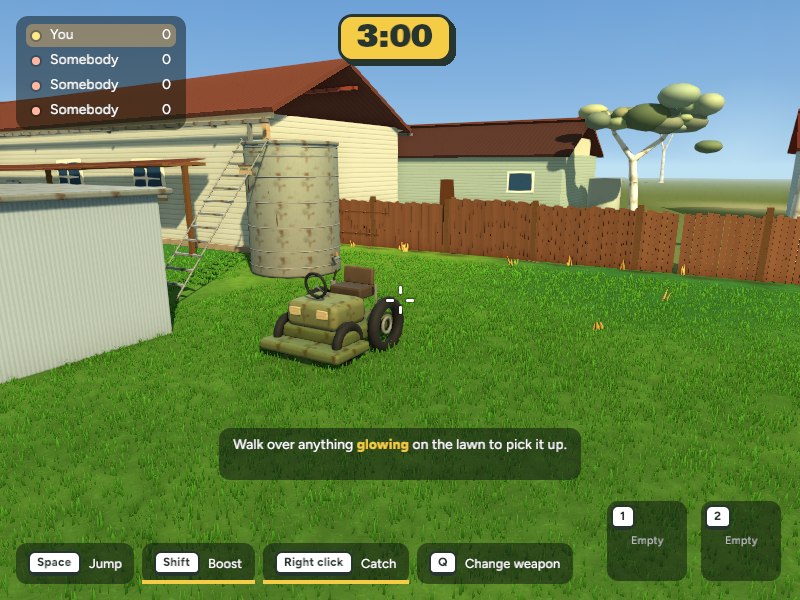 You 0
Somebody 0
Somebody 0
Somebody 0
3:00
Walk over anything glowing on the lawn to pick it up.
1
Empty
2
Empty
Space Jump
Shift Boost
Right click Catch
Q Change weapon